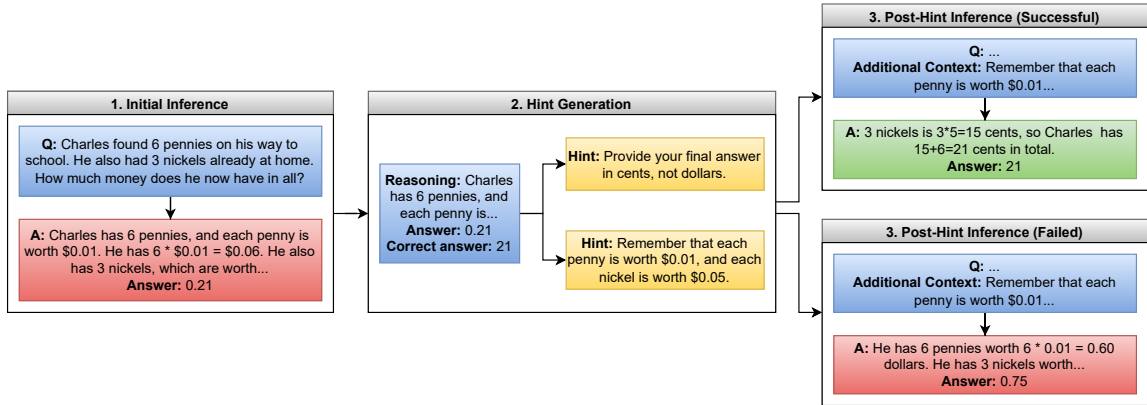 1. Initial Inference
Q: Charles found 6 pennies on his way to
school. He also had 3 nickels already at home.
How much money does he now have in all?
A: Charles has 6 pennies, and each penny is
worth $0.01. He has 6 * $0.01 = $0.06. He also
has 3 nickels, which are worth...
Answer: 0.21
2. Hint Generation
Reasoning: Charles
has 6 pennies, and
each penny is...
Answer: 0.21
Correct answer: 21
Hint: Provide your final answer
in cents, not dollars.
Hint: Remember that each
penny is worth $0.01, and each
nickel is worth $0.05.
3. Post-Hint Inference (Successful)
Q: ...
Additional Context: Remember that each
penny is worth $0.01...
A: 3 nickels is 3*5=15 cents, so Charles has
15+6=21 cents in total.
Answer: 21
3. Post-Hint Inference (Failed)
Q: ...
Additional Context: Remember that each
penny is worth $0.01...
A: He has 6 pennies worth 6 * 0.01 = 0.60
dollars. He has 3 nickels worth...
Answer: 0.75